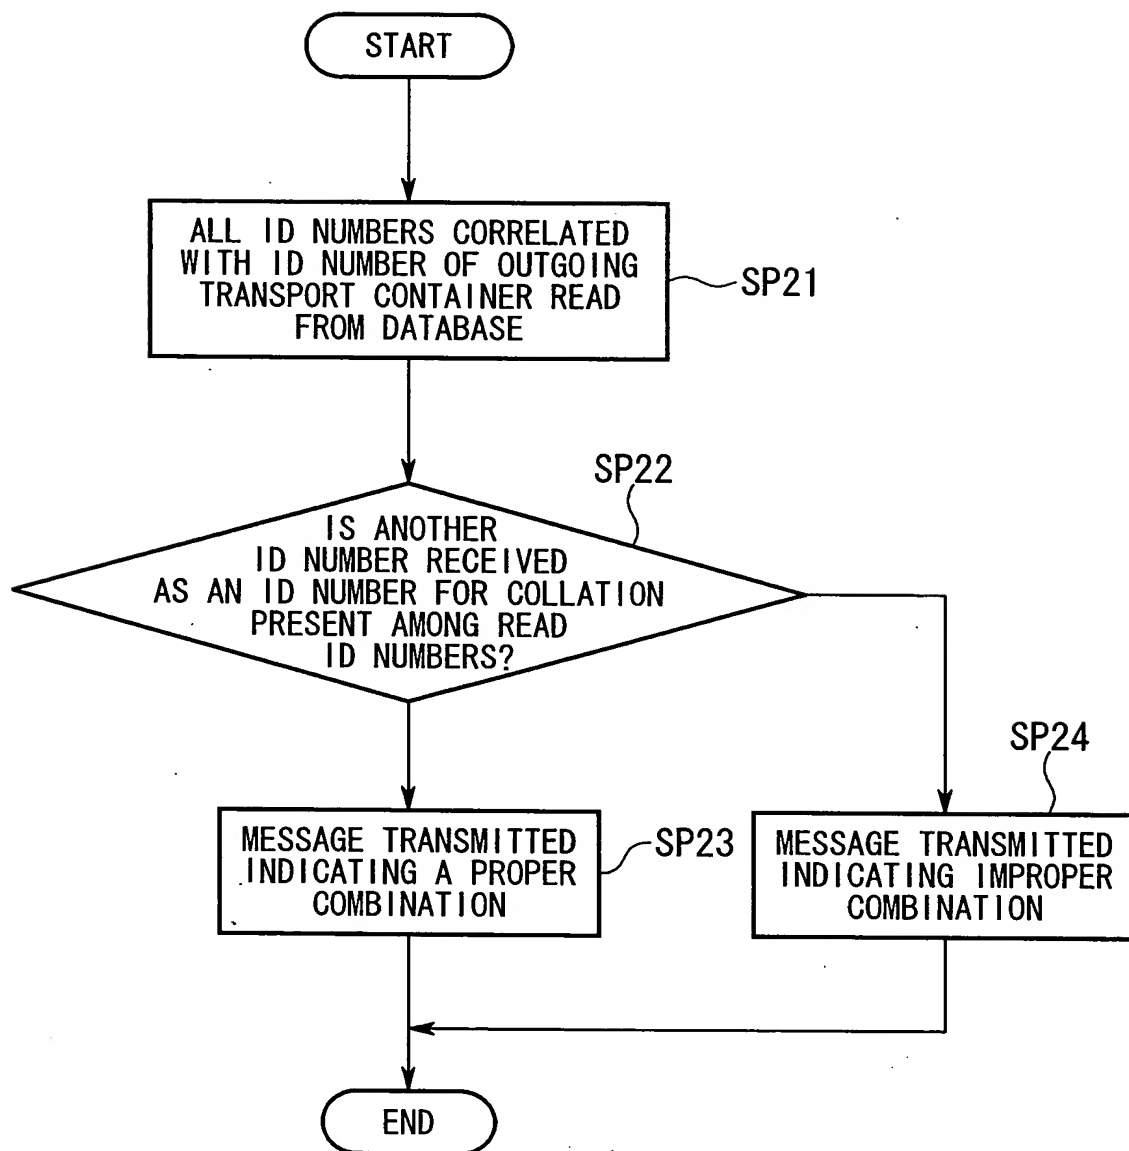 START
ALL ID NUMBERS CORRELATED
WITH ID NUMBER OF OUTGOING
TRANSPORT CONTAINER READ
FROM DATABASE
SP21
SP22
IS ANOTHER
ID NUMBER RECEIVED
AS AN ID NUMBER FOR COLLATION
PRESENT AMONG READ
ID NUMBERS?
SP24
MESSAGE TRANSMITTED
INDICATING A PROPER
COMBINATION
SP23
MESSAGE TRANSMITTED
INDICATING IMPROPER
COMBINATION
END